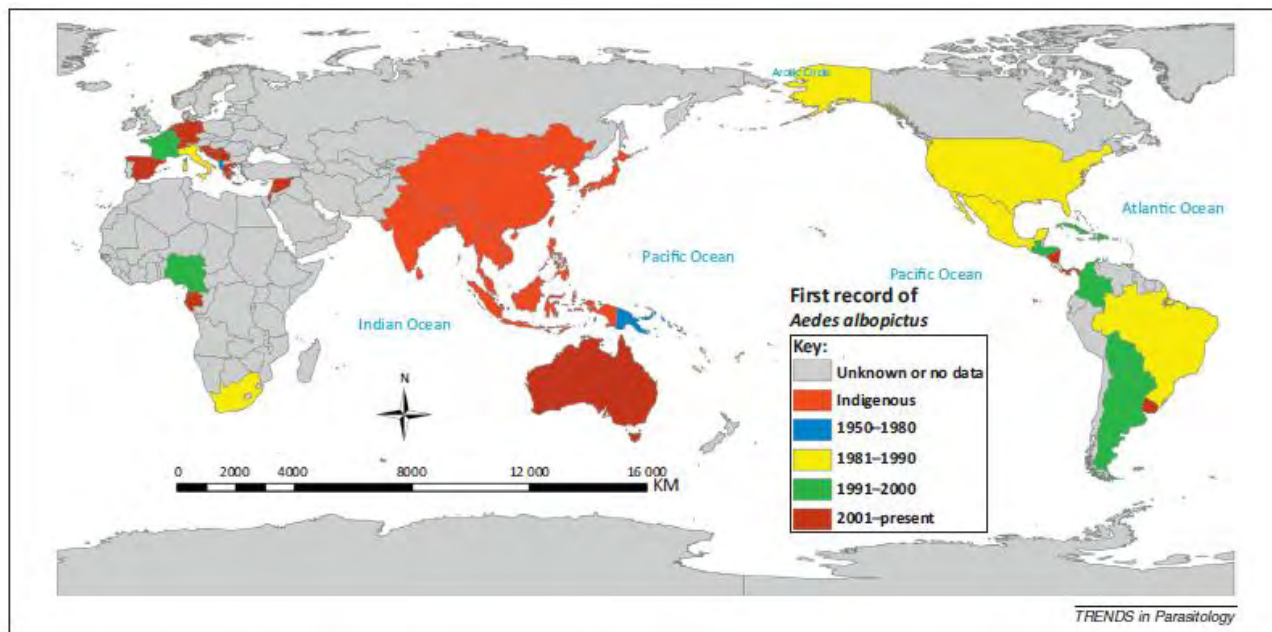 Arctic Circle
Atlantic Ocean
Pacific Ocean
Pacific Ocean
Indian Ocean
N
First record of
Aedes albopictus
Key:
Unknown or no data
Indigenous
1950–1980
1981–1990
1991–2000
2001–present
0 2000 4000 8000 12 000 16 000
KM
TRENDS in Parasitology